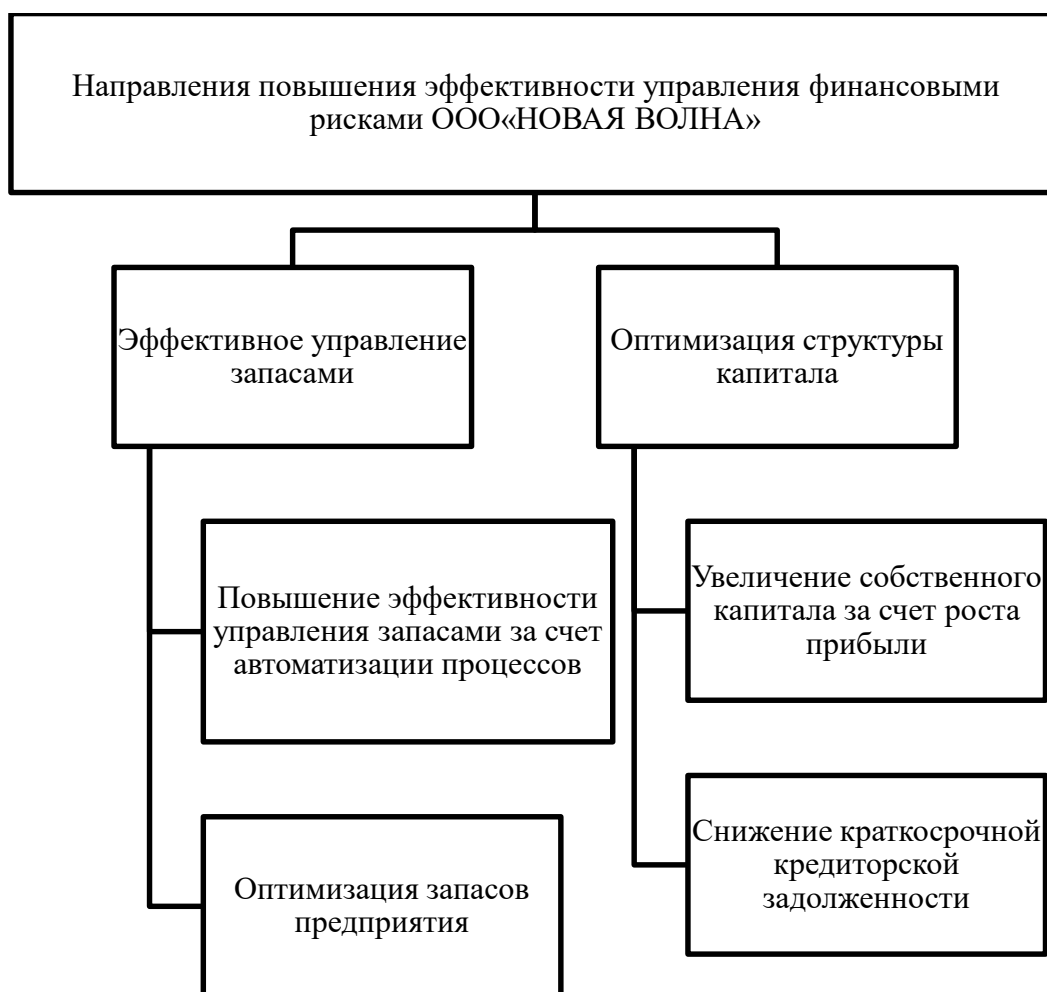 Направления повышения эффективности управления финансовыми
рисками ООО«НОВАЯ ВОЛНА»
Эффективное управление
запасами
Оптимизация структуры
капитала
Повышение эффективности
управления запасами за счет
автоматизации процессов
Увеличение собственного
капитала за счет роста
прибыли
Оптимизация запасов
предприятия
Снижение краткосрочной
кредиторской
задолженности